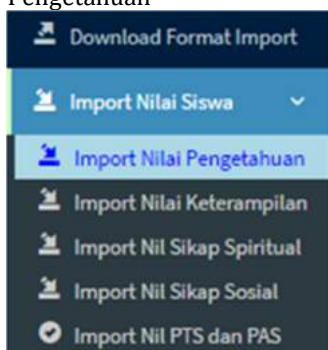 Pengetahuan
Download Format Import
Import Nilai Siswa
Import Nilai Pengetahuan
Import Nilai Keterampilan
Import Nil Sikap Spiritual
Import Nil Sikap Sosial
Import Nil PTS dan PAS